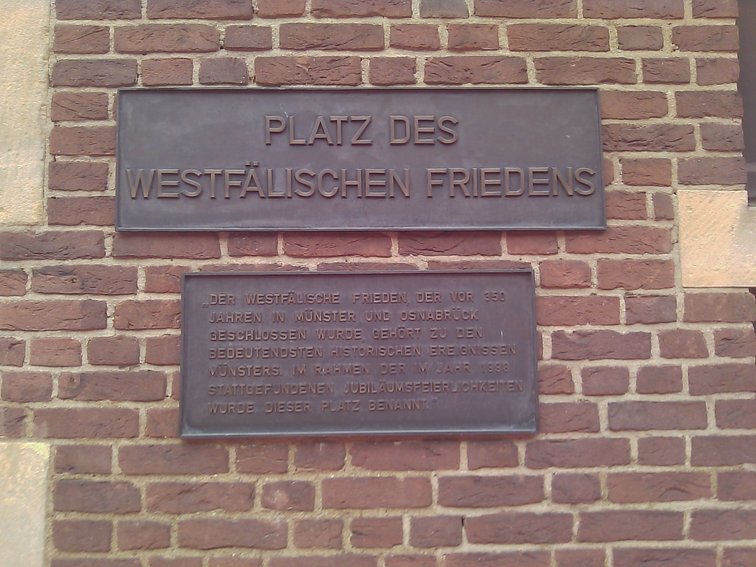 PLATZ DES
WESTFÄLISCHEN FRIEDENS
„DER WESTFÄLISCHE FRIEDEN, DER VOR 350
JAHREN IN MÜNSTER UND OSNABRÜCK
GESCHLOSSEN WURDE, GEHÖRT ZU DEN
BEDEUTENDSTEN HISTORISCHEN EREIGNISSEN
MÜNSTERS. IM RAHMEN DER IM JAHR 1998
STATTGEFUNDENEN JUBILÄUMSFEIERLICHKEITEN
WURDE DIESER PLATZ BENANNT."